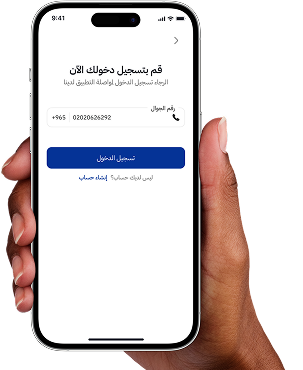 9:41
قم بتسجيل دخولك الآن
الرجاء تسجيل الدخول لمواصلة التطبيق لدينا
رقم الجوال
+965 02020626292
تسجيل الدخول
ليس لديك حساب؟ إنشاء حساب